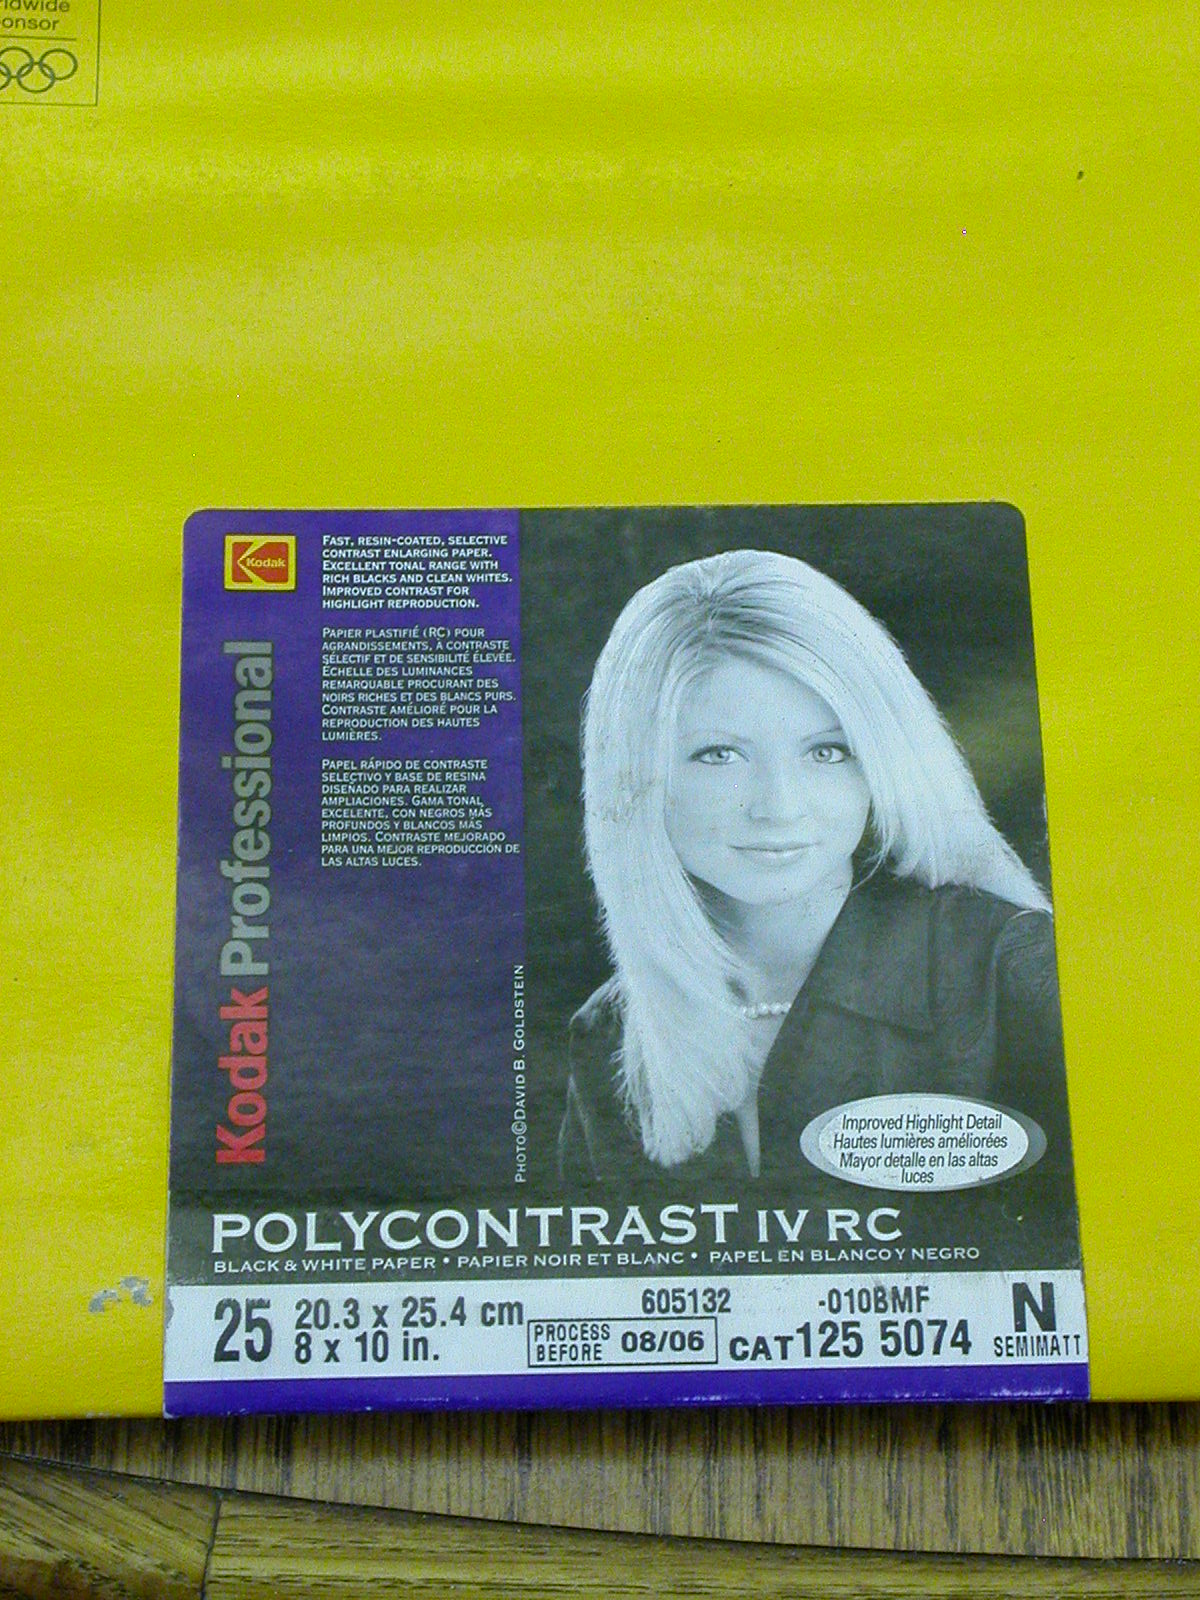 onsor
Kodak
FAST, RESIN-COATED, SELECTIVE
CONTRAST ENLARGING PAPER.
EXCELLENT TONAL RANGE WITH
RICH BLACKS AND CLEAN WHITES.
IMPROVED CONTRAST FOR
HIGHLIGHT REPRODUCTION.
PAPIER PLASTIFIÉ (RC) POUR
AGRANDISSEMENTS, À CONTRASTE
SÉLECTIF ET DE SENSIBILITÉ ÉLEVÉE.
ECHELLE DES LUMINANCES
REMARQUABLE PROCURANT DES
NOIRS RICHES ET DES BLANCS PURS.
CONTRASTE AMÉLIORÉ POUR LA
REPRODUCTION DES HAUTES
LUMIÈRES.
PAPEL RÁPIDO DE CONTRASTE
SELECTIVO Y BASE DE RESINA
DISEÑADO PARA REALIZAR
AMPLIACIONES. GAMA TONAL
EXCELENTE, CON NEGROS MÁS
PROFUNDOS Y BLANCOS MÁS
LIMPIOS. CONTRASTE MEJORADO
PARA UNA MEJOR REPRODUCCIÓN DE
LAS ALTAS LUCES.
Kodak Professional
PHOTO©DAVID B. GOLDSTEIN
Improved Highlight Detail
Hautes lumières améliorées
Mayor detalle en las altas
luces
POLYCONTRAST IV RC
BLACK & WHITE PAPER • PAPIER NOIR ET BLANC • PAPEL EN BLANCO Y NEGRO
25 20.3 x 25.4 cm
8 x 10 in.
PROCESS
BEFORE 08/06
605132 -010BMF
CAT 125 5074
N
SEMIMATT